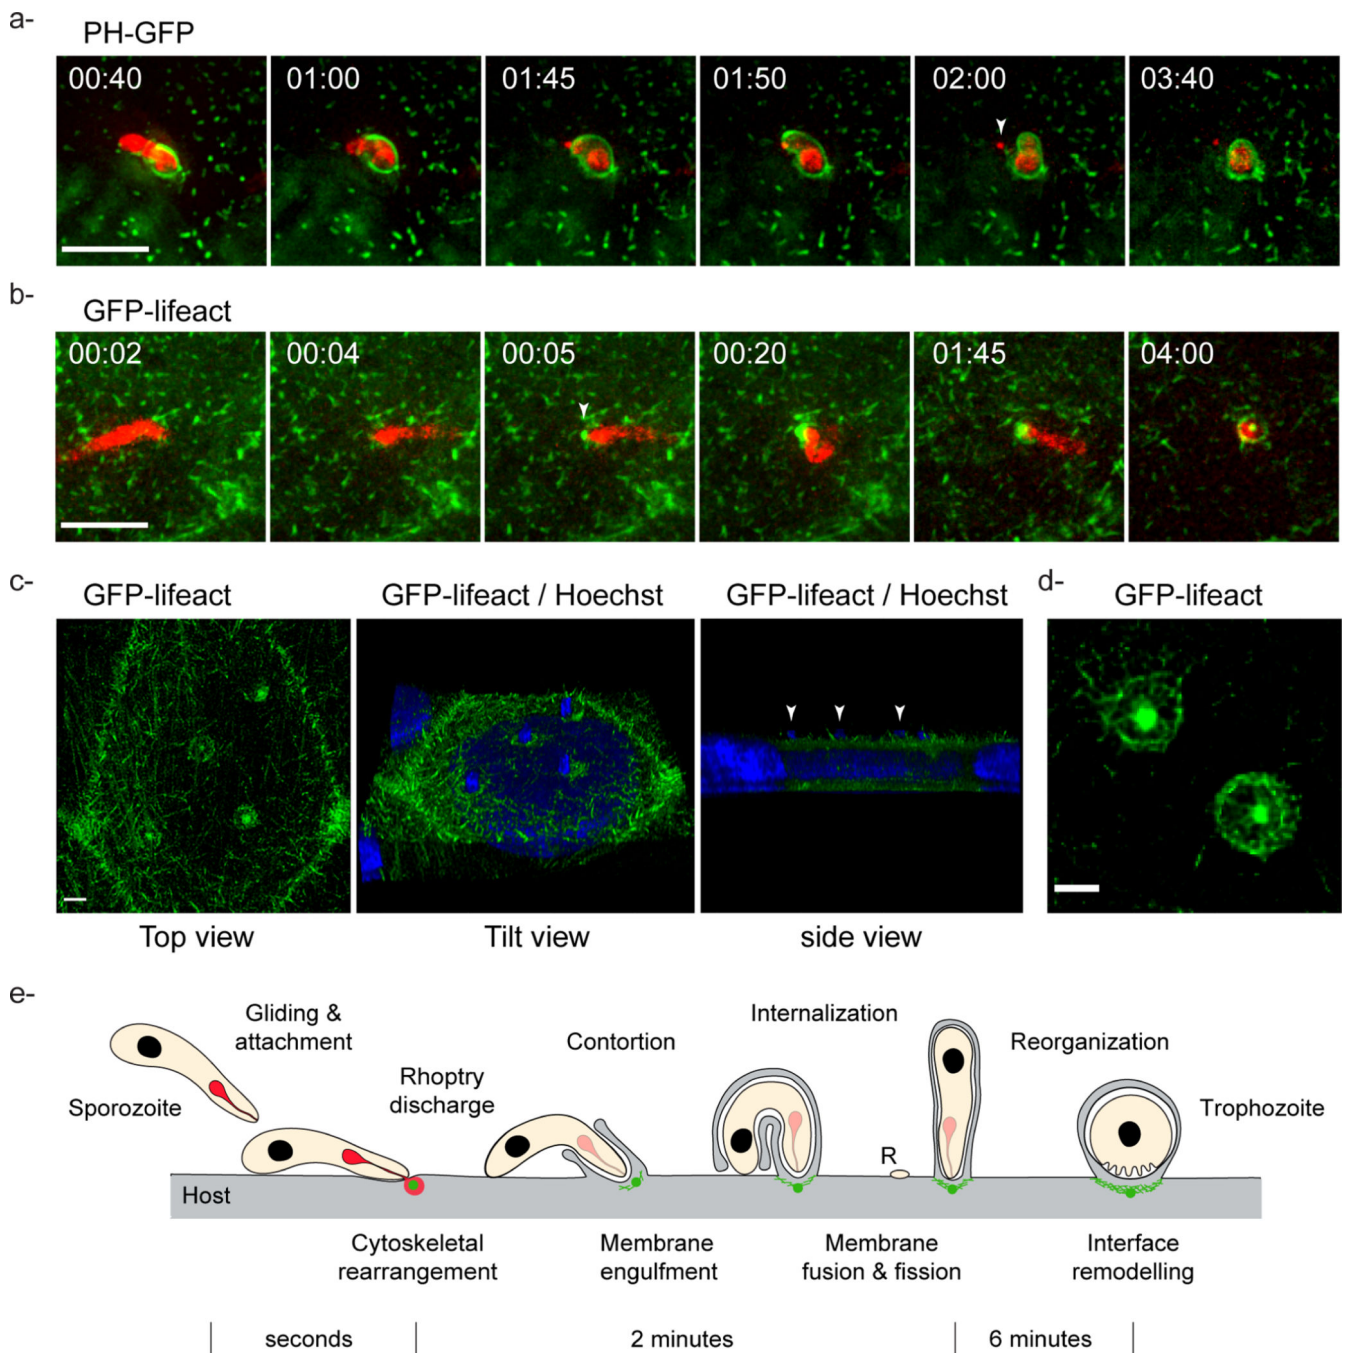 a-
PH-GFP
00:40
01:00
01:45
01:50
02:00
03:40
b-
GFP-lifeact
00:02
00:04
00:05
00:20
01:45
04:00
c-
GFP-lifeact
GFP-lifeact / Hoechst
GFP-lifeact / Hoechst
d-
GFP-lifeact
Top view
Tilt view
side view
e-
Sporozoite
Gliding &
attachment
Rhoptry
discharge
Contortion
Internalization
R
Reorganization
Trophozoite
Host
Cytoskeletal
rearrangement
Membrane
engulfment
Membrane
fusion & fission
Interface
remodelling
seconds
2 minutes
6 minutes